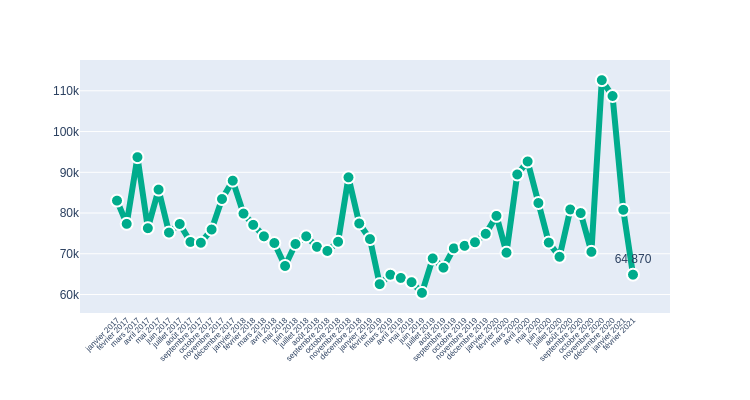 110k
100k
90k
80k
70k
60k
64 870
janvier 2017
février 2017
mars 2017
avril 2017
mai 2017
juin 2017
juillet 2017
août 2017
septembre 2017
octobre 2017
novembre 2017
décembre 2017
janvier 2018
février 2018
mars 2018
avril 2018
mai 2018
juin 2018
juillet 2018
août 2018
septembre 2018
octobre 2018
novembre 2018
décembre 2018
janvier 2019
février 2019
mars 2019
avril 2019
mai 2019
juin 2019
juillet 2019
août 2019
septembre 2019
octobre 2019
novembre 2019
décembre 2019
janvier 2020
février 2020
mars 2020
avril 2020
mai 2020
juin 2020
juillet 2020
août 2020
septembre 2020
octobre 2020
novembre 2020
décembre 2020
janvier 2021
février 2021